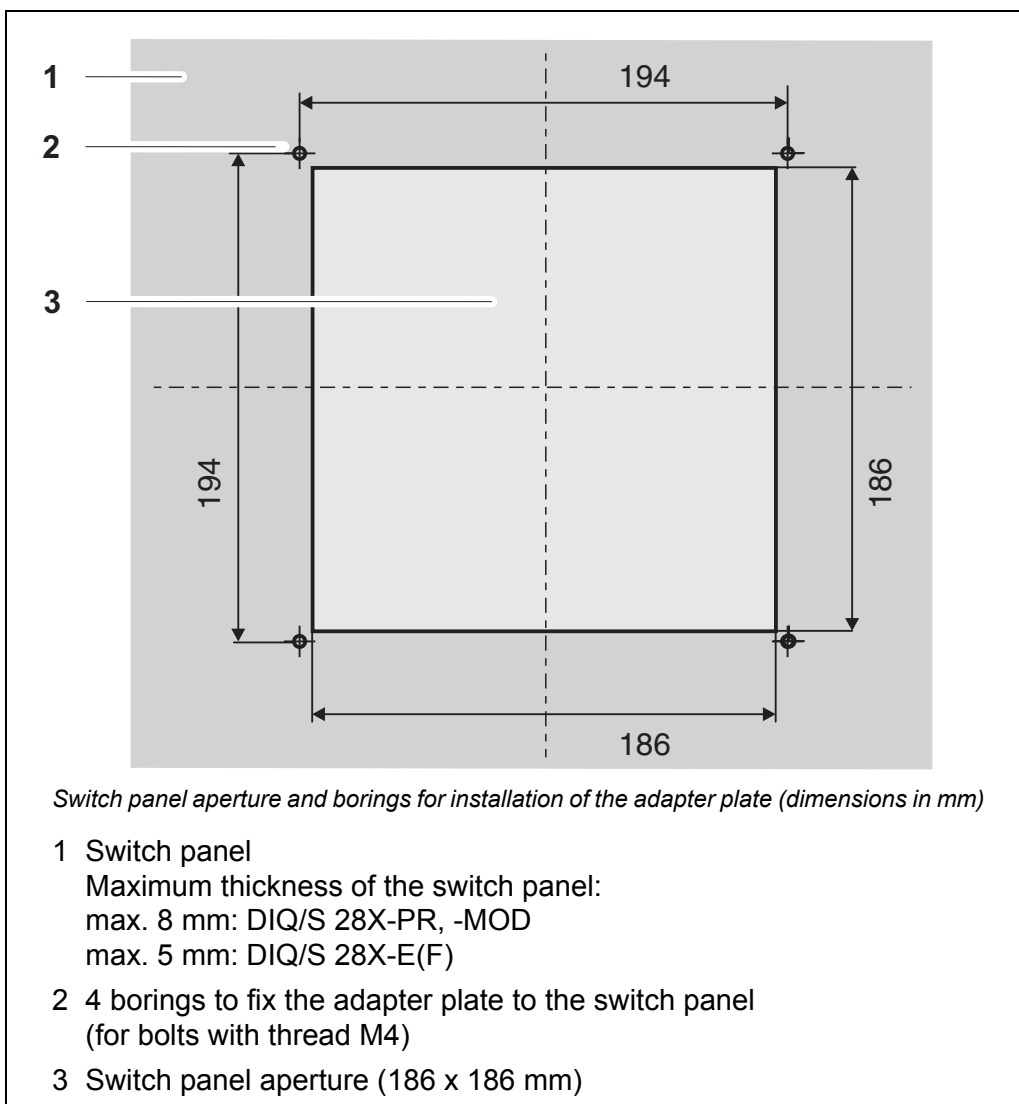 1
194
2
3
194
186
186
Switch panel aperture and borings for installation of the adapter plate (dimensions in mm)
1 Switch panel
Maximum thickness of the switch panel:
max. 8 mm: DIQ/S 28X-PR, -MOD
max. 5 mm: DIQ/S 28X-E(F)
2 4 borings to fix the adapter plate to the switch panel
(for bolts with thread M4)
3 Switch panel aperture (186 x 186 mm)